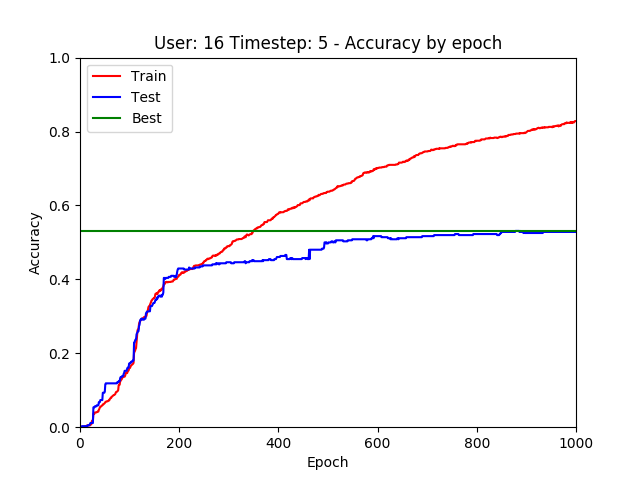 User: 16 Timestep: 5 - Accuracy by epoch
1.0
0.8
0.6
0.4
0.2
0.0
Accuracy
Train
Test
Best
0 200 400 600 800 1000
Epoch